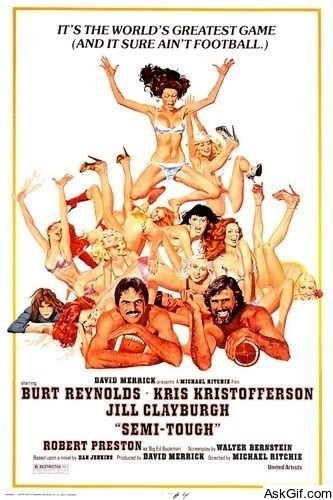 IT'S THE WORLD'S GREATEST GAME
(AND IT SURE AIN'T FOOTBALL.)
DAVID MERRICK presents A MICHAEL RITCHIE Film
starring
BURT REYNOLDS · KRIS KRISTOFFERSON
JILL CLAYBURGH
"SEMI-TOUGH"
ROBERT PRESTON as Big Ed Bookman Screenplay by WALTER BERNSTEIN
Based upon a novel by DAN JENKINS Produced by DAVID MERRICK Directed by MICHAEL RITCHIE
R RESTRICTED
United Artists
#4
AskGif.com